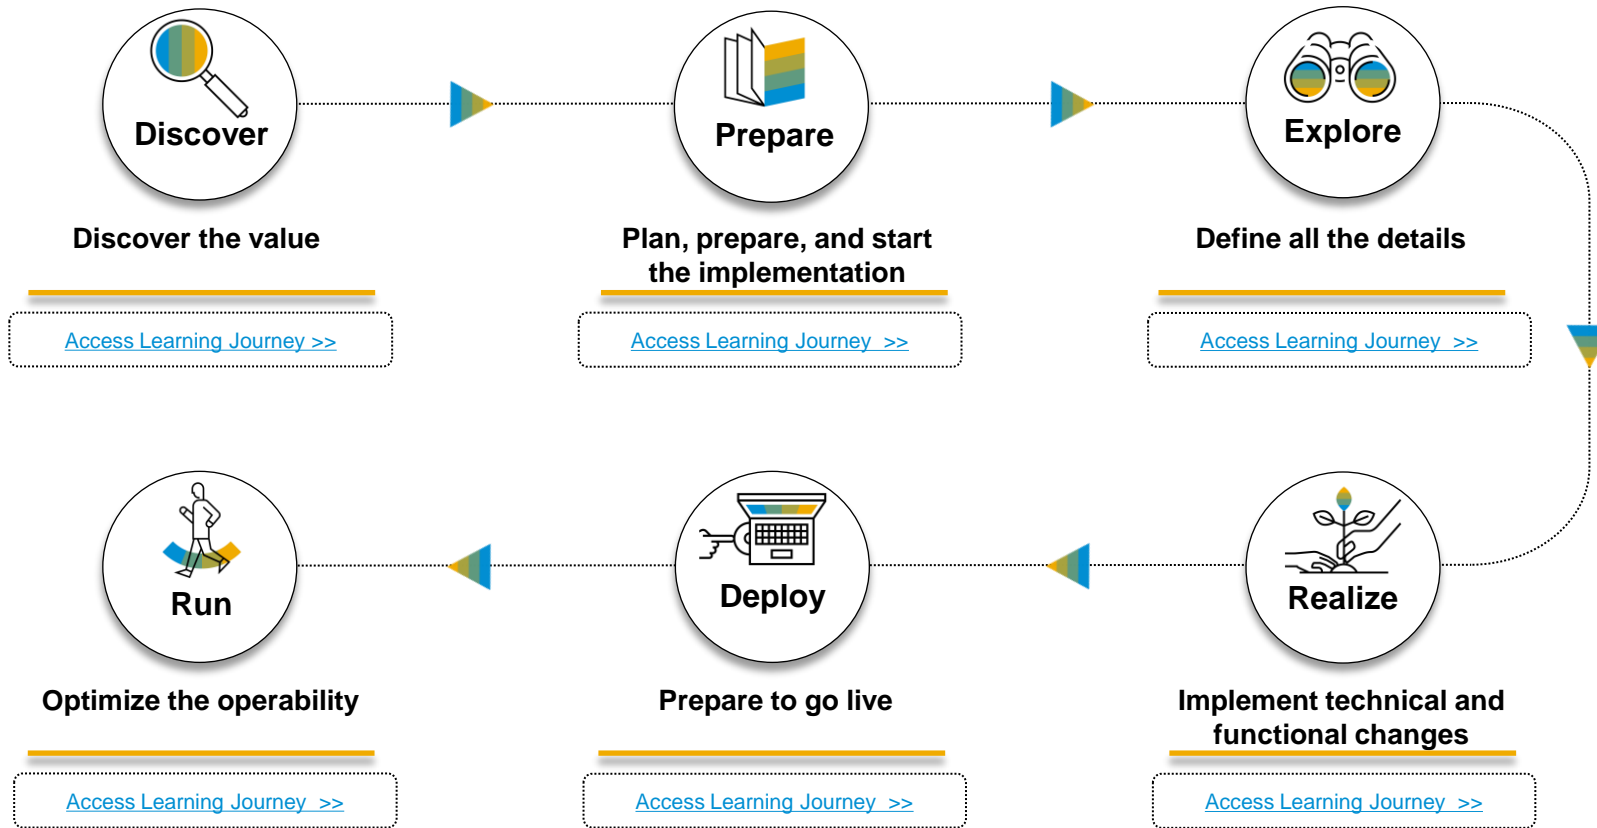 Discover
Prepare
Explore
Discover the value
Plan, prepare, and start
the implementation
Define all the details
Access Learning Journey >>
Access Learning Journey  >>
Access Learning Journey  >>
Run
Deploy
Realize
Optimize the operability
Prepare to go live
Implement technical and
functional changes
Access Learning Journey  >>
Access Learning Journey  >>
Access Learning Journey  >>